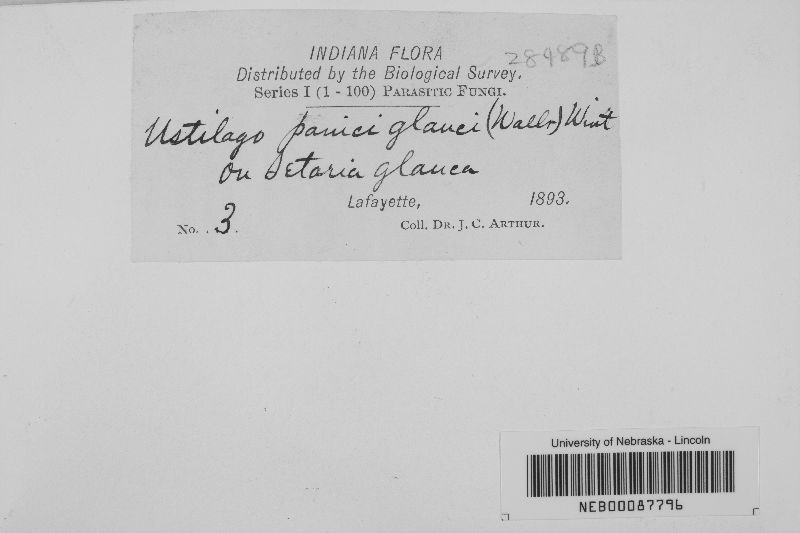 INDIANA FLORA
289898
Distributed by the Biological Survey.
Series I (1 - 100) PARASITIC FUNGI.
Ustilago panici glauci (Wallr) Wint
on Setaria glauca
Lafayette, 1893.
No. . 3. Coll. DR. J. C. ARTHUR.
University of Nebraska - Lincoln
NEB00087796